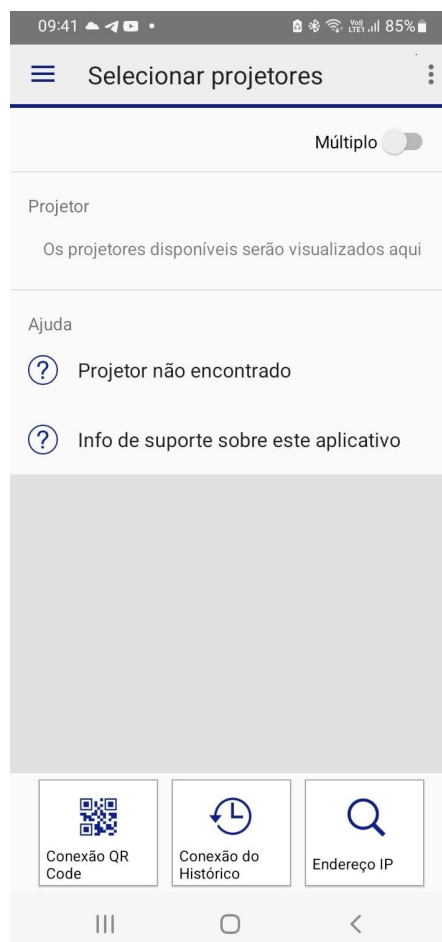 09:41
85%
Selecionar projetores
Múltiplo
Projetor
Os projetores disponíveis serão visualizados aqui
Ajuda
Projetor não encontrado
Info de suporte sobre este aplicativo
Conexão QR
Code
Conexão do
Histórico
Endereço IP